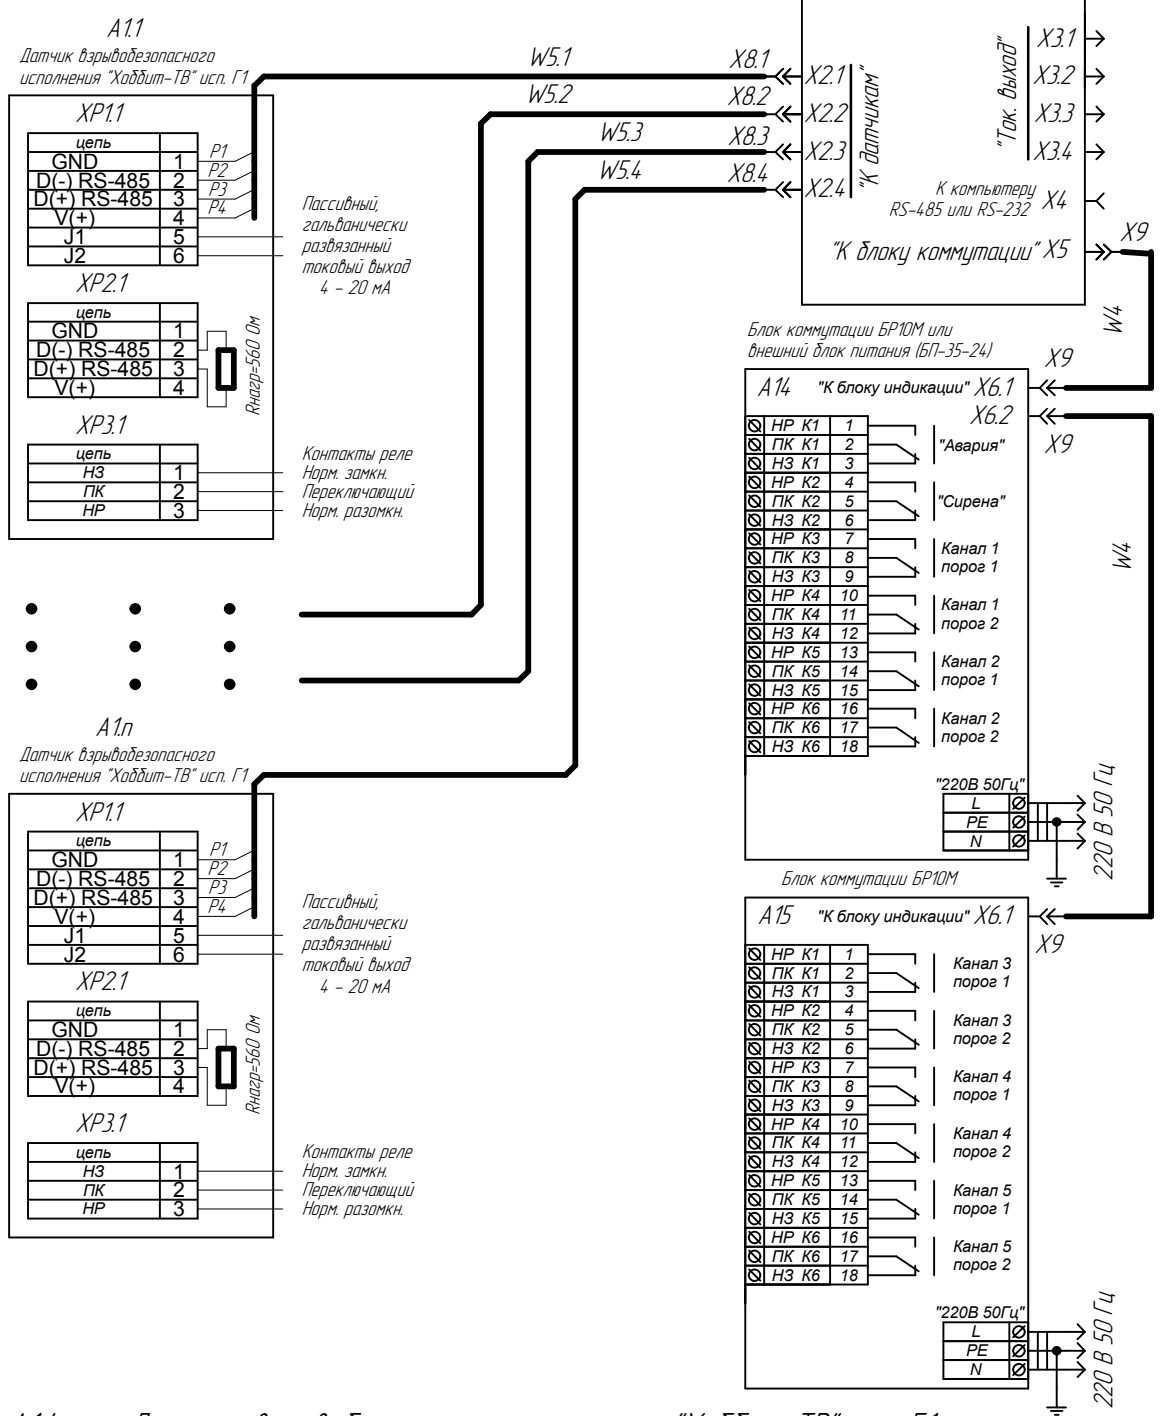 А1.1
Датчик взрывобезопасного
исполнения "Хоббит-ТВ" исп. Г1
XP1.1
цепь
GND 1 P1
D(-) RS-485 2 P2
D(+) RS-485 3 P3
V(+) 4 P4
J1 5
J2 6
Пассивный,
гальванически
развязанный
токовый выход
4 - 20 мА
XP2.1
цепь
GND 1
D(-) RS-485 2
D(+) RS-485 3
V(+) 4
Rнагр=560 Ом
XP3.1
цепь
НЗ 1
ПК 2
НР 3
Контакты реле
Норм. замкн.
Переключающий
Норм. разомкн.
W5.1 X8.1 X2.1
W5.2 X8.2 X2.2
W5.3 X8.3 X2.3
W5.4 X8.4 X2.4
"К датчикам"
"Ток. выход"
X3.1
X3.2
X3.3
X3.4
К компьютеру
RS-485 или RS-232 X4
"К блоку коммутации" X5
X9
W4
Блок коммутации БР10М или
внешний блок питания (БП-35-24)
X9
А14 "К блоку индикации" X6.1
X6.2
X9
W4
НР К1 1
ПК К1 2
НЗ К1 3
"Авария"
НР К2 4
ПК К2 5
НЗ К2 6
"Сирена"
НР К3 7
ПК К3 8
НЗ К3 9
Канал 1
порог 1
НР К4 10
ПК К4 11
НЗ К4 12
Канал 1
порог 2
НР К5 13
ПК К5 14
НЗ К5 15
Канал 2
порог 1
НР К6 16
ПК К6 17
НЗ К6 18
Канал 2
порог 2
"220В 50Гц"
L
PE
N
220 В 50 Гц
А1.n
Датчик взрывобезопасного
исполнения "Хоббит-ТВ" исп. Г1
XP1.1
цепь
GND 1 P1
D(-) RS-485 2 P2
D(+) RS-485 3 P3
V(+) 4 P4
J1 5
J2 6
Пассивный,
гальванически
развязанный
токовый выход
4 - 20 мА
XP2.1
цепь
GND 1
D(-) RS-485 2
D(+) RS-485 3
V(+) 4
Rнагр=560 Ом
XP3.1
цепь
НЗ 1
ПК 2
НР 3
Контакты реле
Норм. замкн.
Переключающий
Норм. разомкн.
Блок коммутации БР10М
А15 "К блоку индикации" X6.1
X9
НР К1 1
ПК К1 2
НЗ К1 3
Канал 3
порог 1
НР К2 4
ПК К2 5
НЗ К2 6
Канал 3
порог 2
НР К3 7
ПК К3 8
НЗ К3 9
Канал 4
порог 1
НР К4 10
ПК К4 11
НЗ К4 12
Канал 4
порог 2
НР К5 13
ПК К5 14
НЗ К5 15
Канал 5
порог 1
НР К6 16
ПК К6 17
НЗ К6 18
Канал 5
порог 2
"220В 50Гц"
L
PE
N
220 В 50 Гц